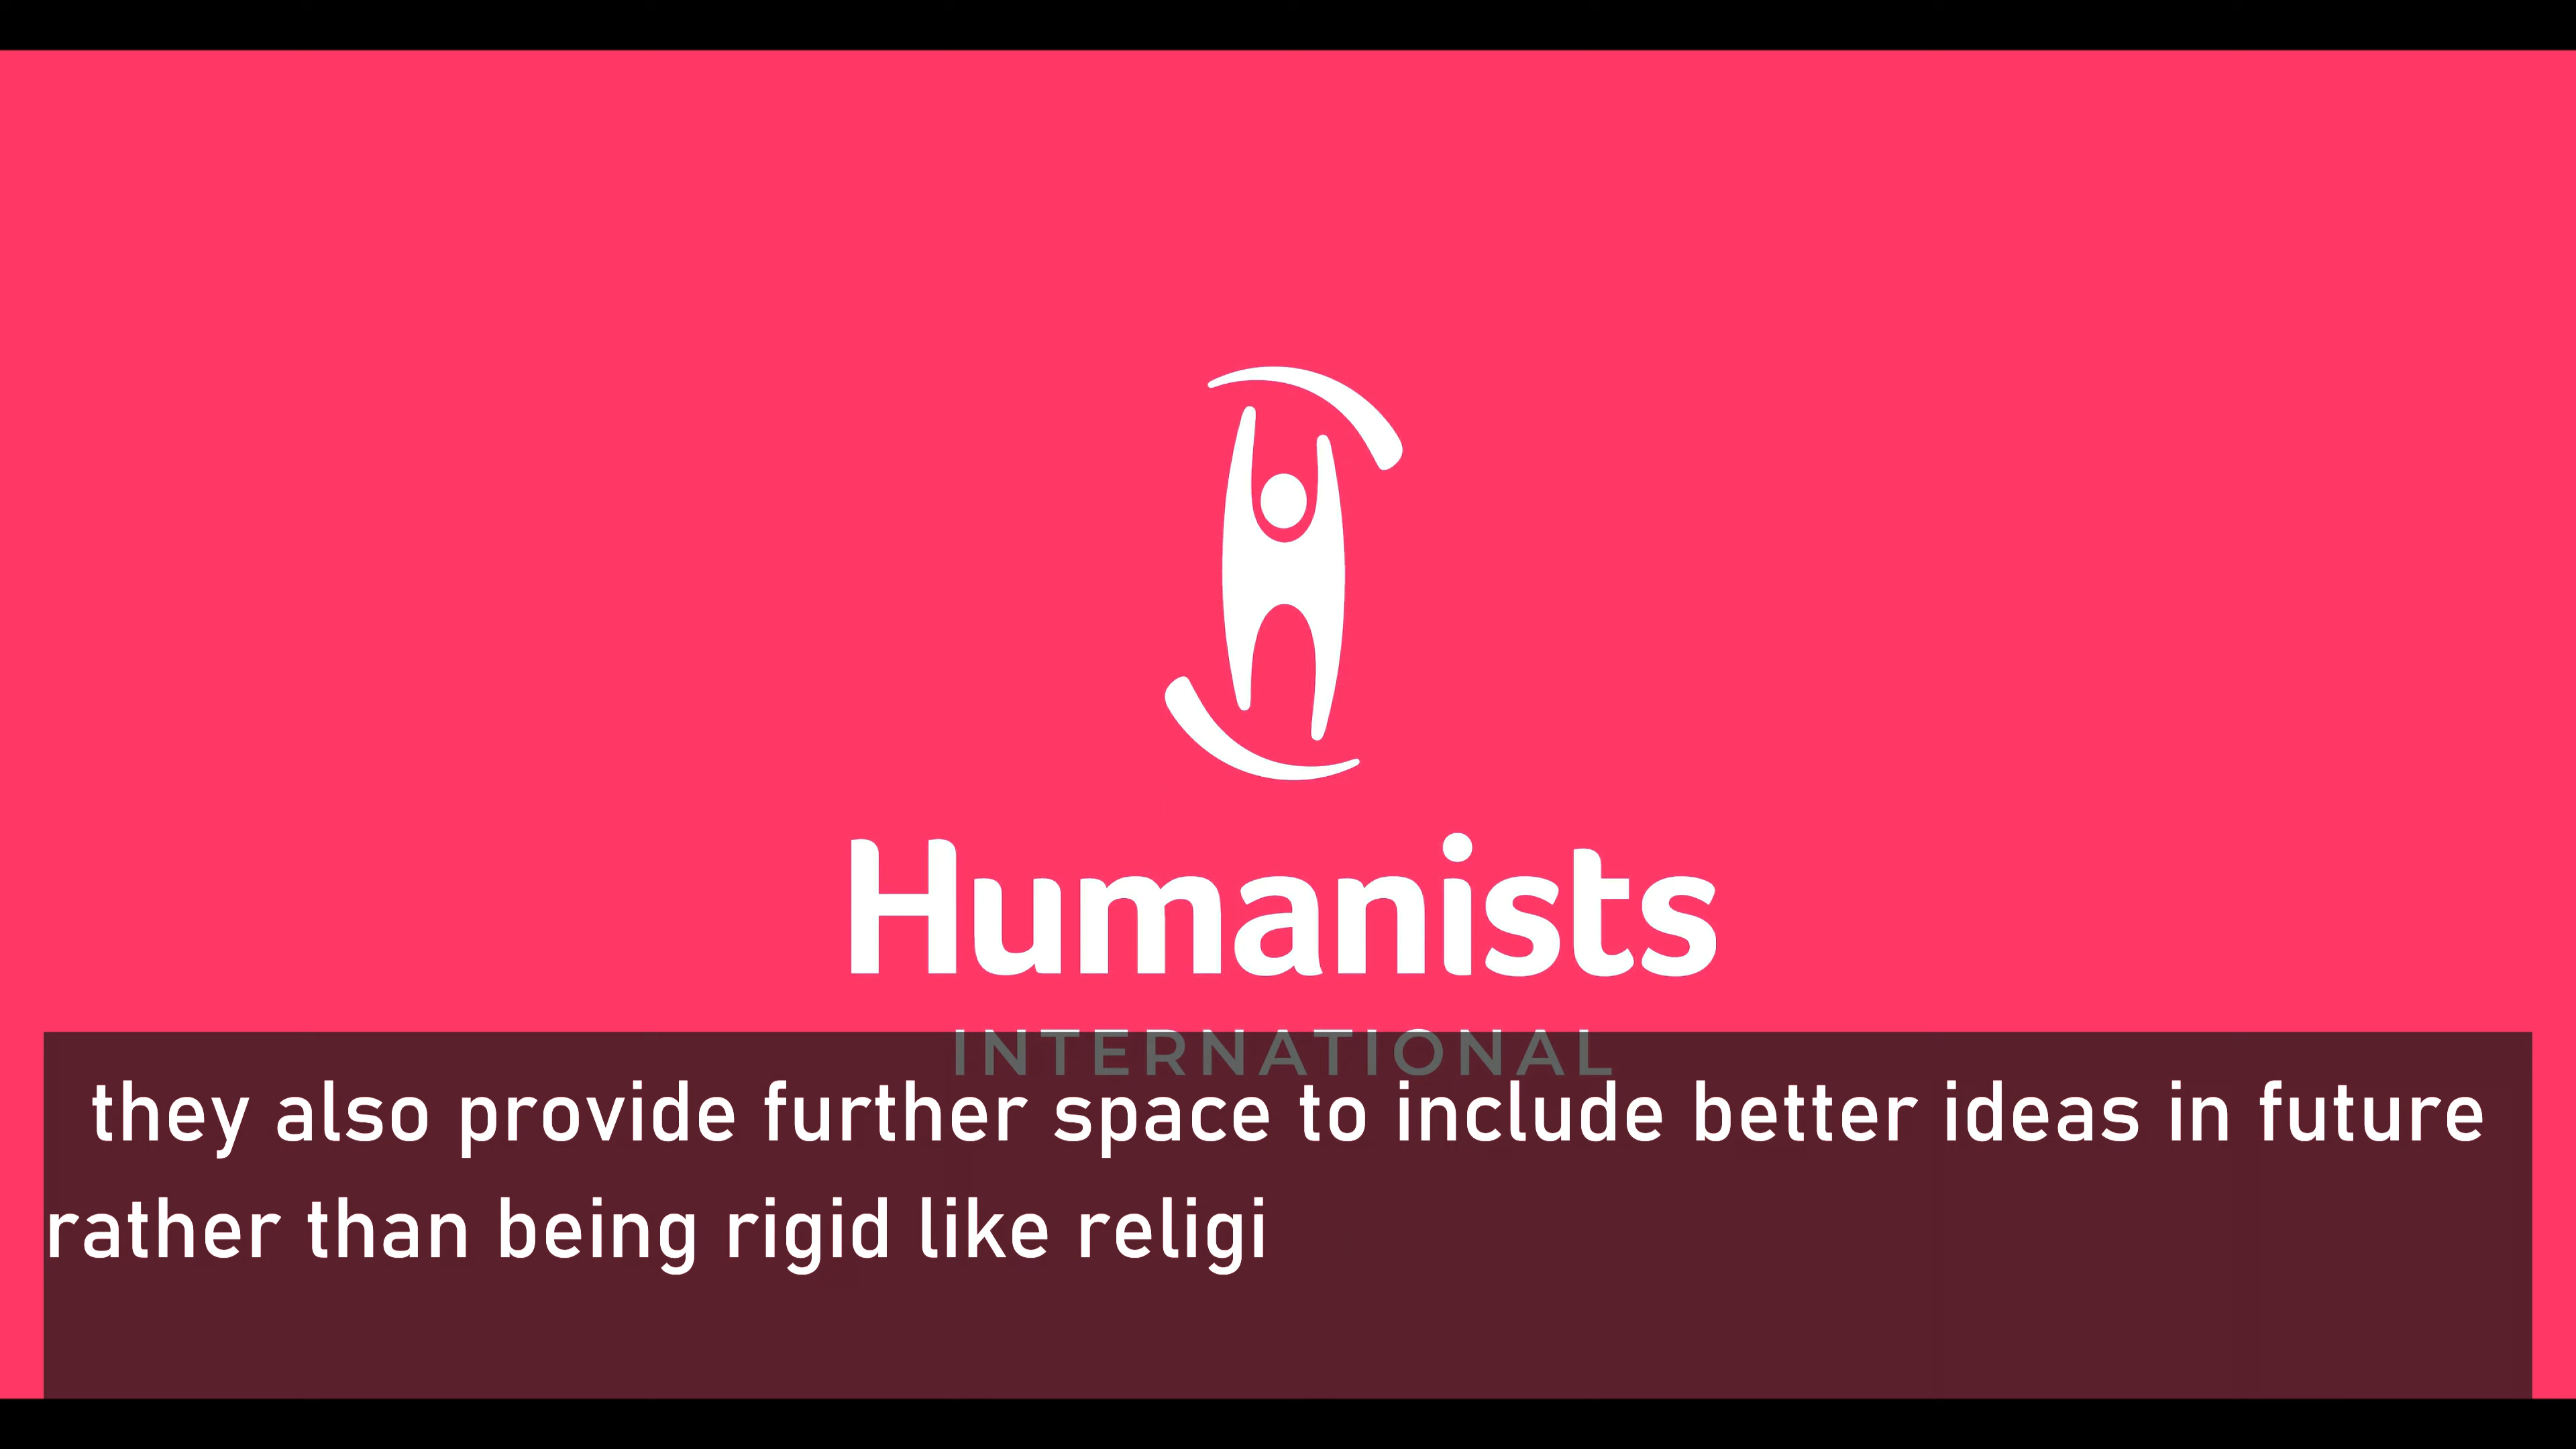 Humanists
INTERNATIONAL
they also provide further space to include better ideas in future
rather than being rigid like religi